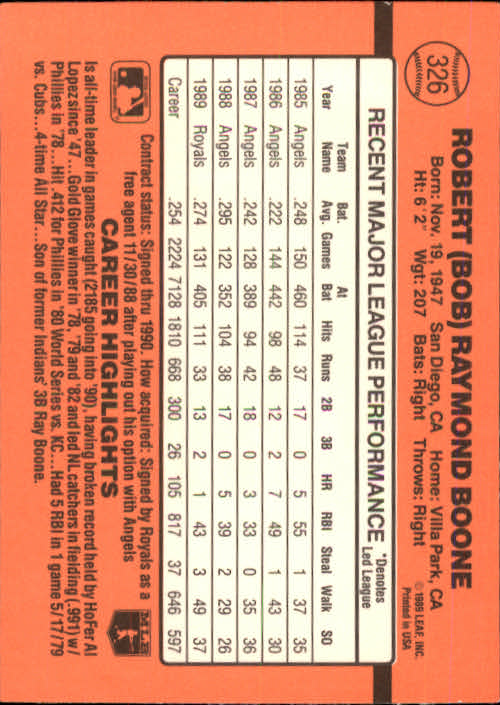 326
ROBERT (BOB) RAYMOND BOONE
Born: Nov. 19, 1947 San Diego, CA Home: Villa Park, CA
Ht: 6' 2" Wgt: 207 Bats: Right Throws: Right
© 1985 LEAF, INC.
Printed in USA
RECENT MAJOR LEAGUE PERFORMANCE
*Denotes
Led League
Year Team Name Bat. Avg. Games At Bat Hits Runs 2B 3B HR RBI Steal Walk SO
1985 Angels .248 150 460 114 37 17 0 5 55 1 37 35
1986 Angels .222 144 442 98 48 12 2 7 49 1 43 30
1987 Angels .242 128 389 94 42 18 0 3 33 0 35 36
1988 Angels .295 122 352 104 38 17 0 5 39 2 29 26
1989 Royals .274 131 405 111 33 13 2 1 43 3 49 37
Career .254 2224 7128 1810 668 300 26 105 817 37 646 597
Contract status: Signed thru 1990. How acquired: Signed by Royals as a
free agent 11/30/88 after playing out his option with Angels
CAREER HIGHLIGHTS
MLB
Is all-time leader in games caught (2185 going into '90), having broken record held by Hofer Al
Lopez since '47...Gold Glove winner in '78, '79 and '82 and led NL catchers in fielding (.991) w/
Phillies in '78...Hit .412 for Phillies in '80 World Series vs. KC...Had 5 RBI in 1 game 5/17/79
vs. Cubs...4-time All Star...Son of former Indians' 3B Ray Boone.